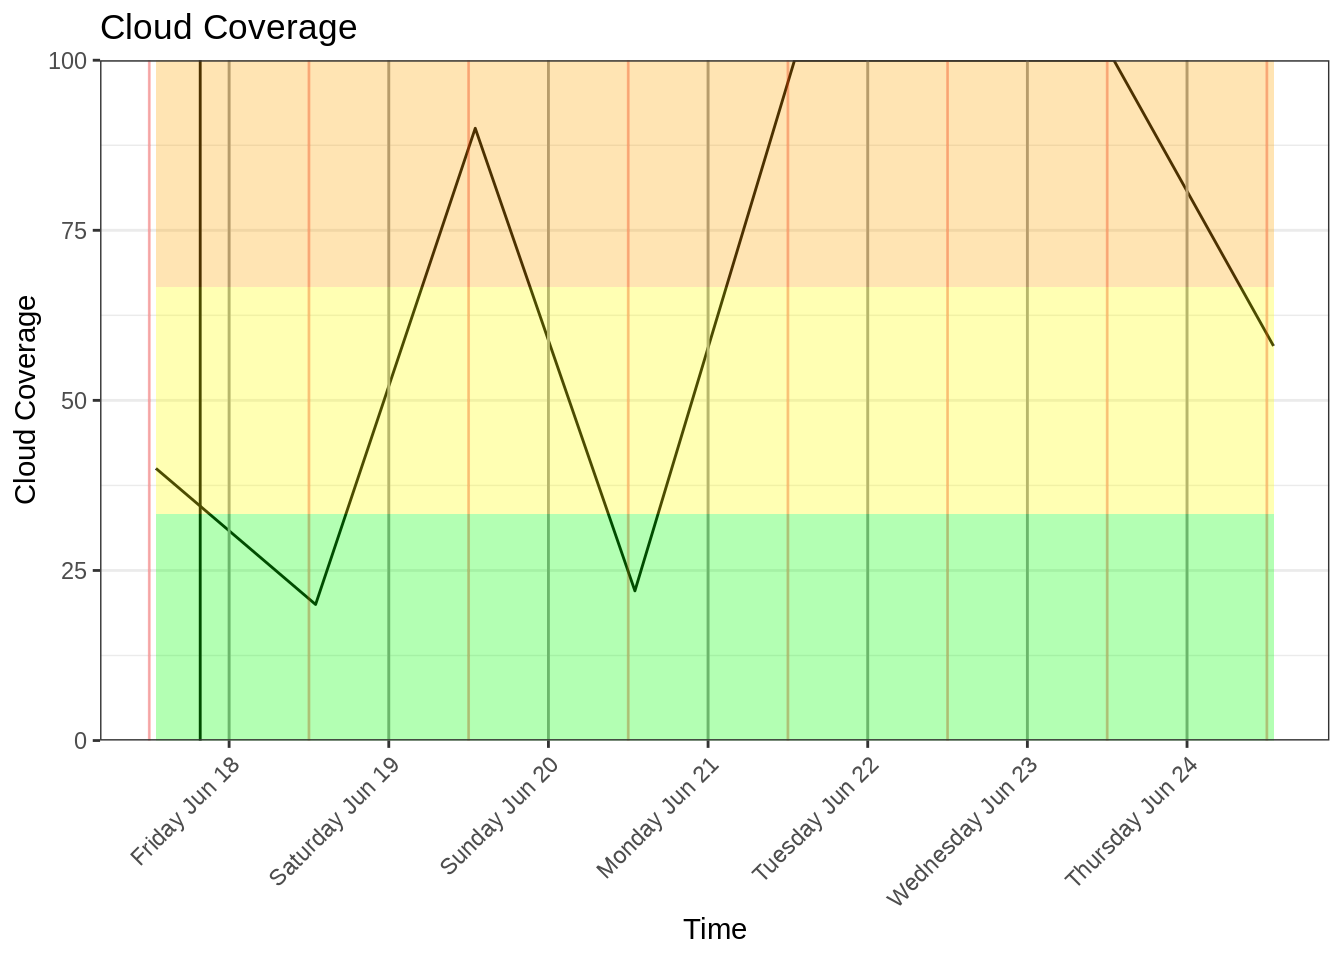 Cloud Coverage
100
75
50
25
0
Cloud Coverage
Friday Jun 18
Saturday Jun 19
Sunday Jun 20
Monday Jun 21
Tuesday Jun 22
Wednesday Jun 23
Thursday Jun 24
Time